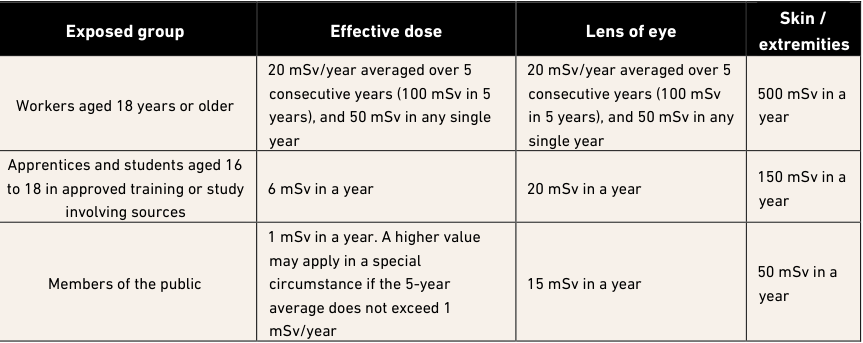 Exposed group
Effective dose
Lens of eye
Skin /
extremities
Workers aged 18 years or older
20 mSv/year averaged over 5
consecutive years (100 mSv in 5
years), and 50 mSv in any single
year
20 mSv/year averaged over 5
consecutive years (100 mSv
in 5 years), and 50 mSv in any
single year
500 mSv in a
year
Apprentices and students aged 16
to 18 in approved training or study
involving sources
6 mSv in a year
20 mSv in a year
150 mSv in a
year
Members of the public
1 mSv in a year. A higher value
may apply in a special
circumstance if the 5-year
average does not exceed 1
mSv/year
15 mSv in a year
50 mSv in a
year